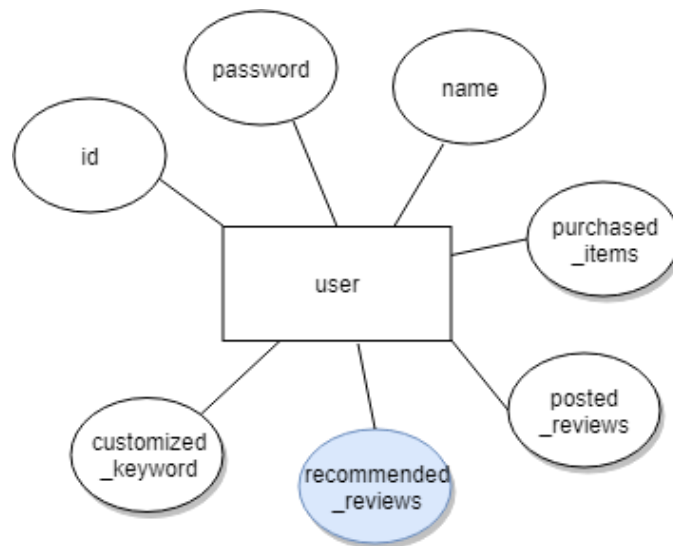 password
name
id
purchased
_items
user
posted
_reviews
customized
_keyword
recommended
_reviews